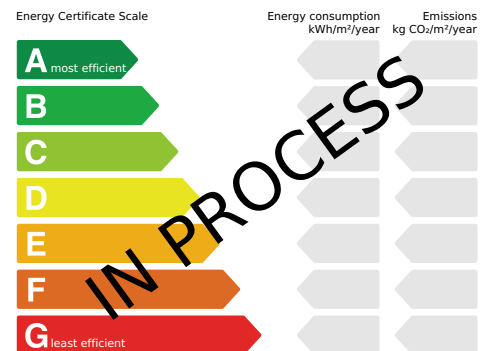 Energy Certificate Scale
Energy consumption
kWh/m²/year
Emissions
kg CO₂/m²/year
A most efficient
B
C
D
E
F
G least efficient
IN PROCESS